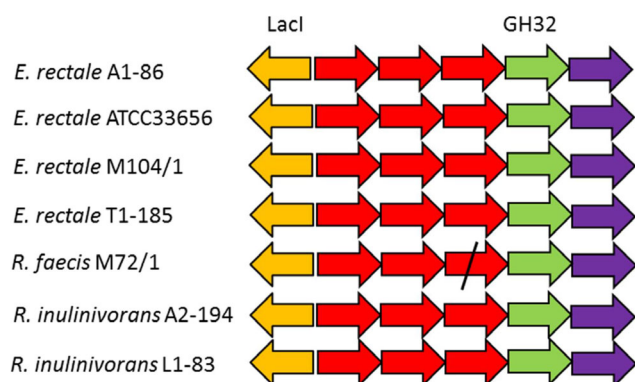 LacI GH32
E. rectale A1-86
E. rectale ATCC33656
E. rectale M104/1
E. rectale T1-185
R. faecis M72/1
R. inulinivorans A2-194
R. inulinivorans L1-83